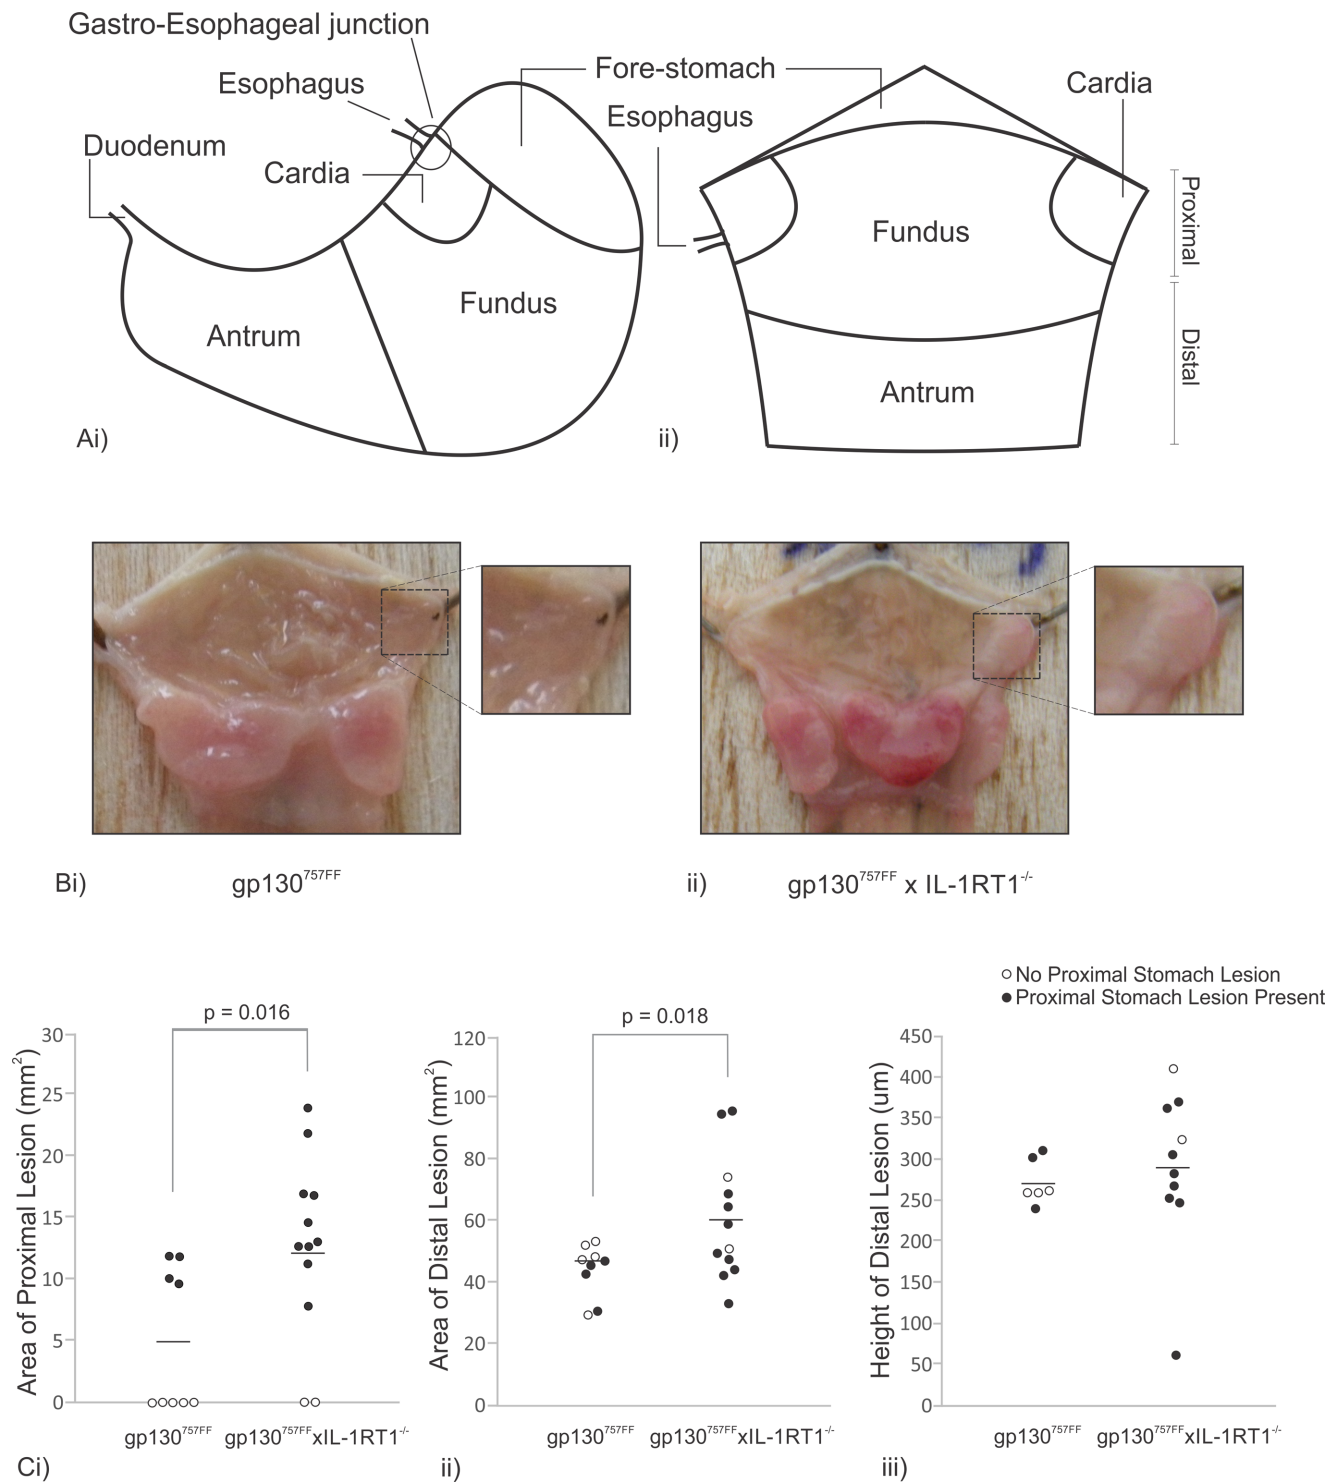 Gastro-Esophageal junction
Esophagus
Duodenum
Cardia
Fore-stomach
Antrum
Fundus
Ai)
Esophagus
Cardia
Fundus
Antrum
Proximal
Distal
ii)
Bi)
gp130757FF
ii)
gp130757FF x IL-1RT1-/-
p = 0.016
Area of Proximal Lesion (mm2)
30
25
20
15
10
5
0
gp130757FF
gp130757FFxIL-1RT1-/-
Ci)
p = 0.018
Area of Distal Lesion (mm2)
120
100
80
60
40
20
0
gp130757FF
gp130757FFxIL-1RT1-/-
ii)
No Proximal Stomach Lesion
Proximal Stomach Lesion Present
Height of Distal Lesion (um)
450
400
350
300
250
200
150
100
50
0
gp130757FF
gp130757FFxIL-1RT1-/-
iii)